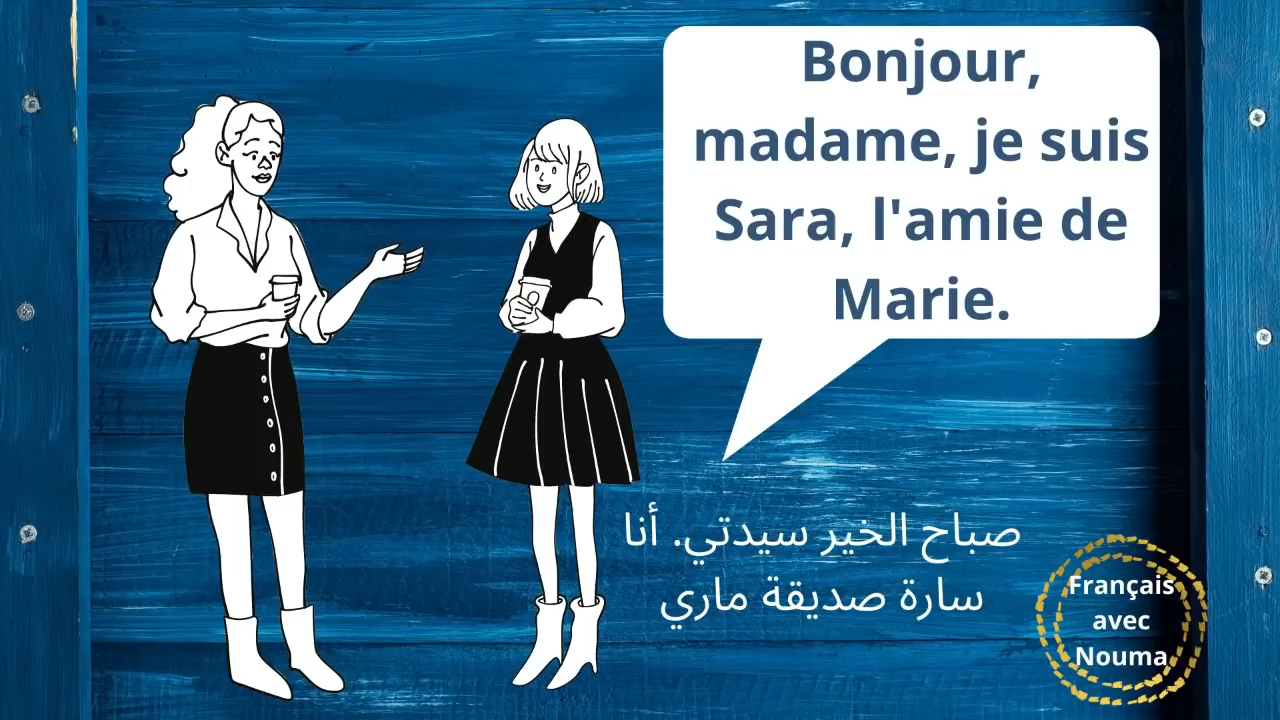 Bonjour,
madame, je suis
Sara, l'amie de
Marie.
صباح الخير سيدتي. أنا
سارة صديقة ماري
Français
avec
Nouma